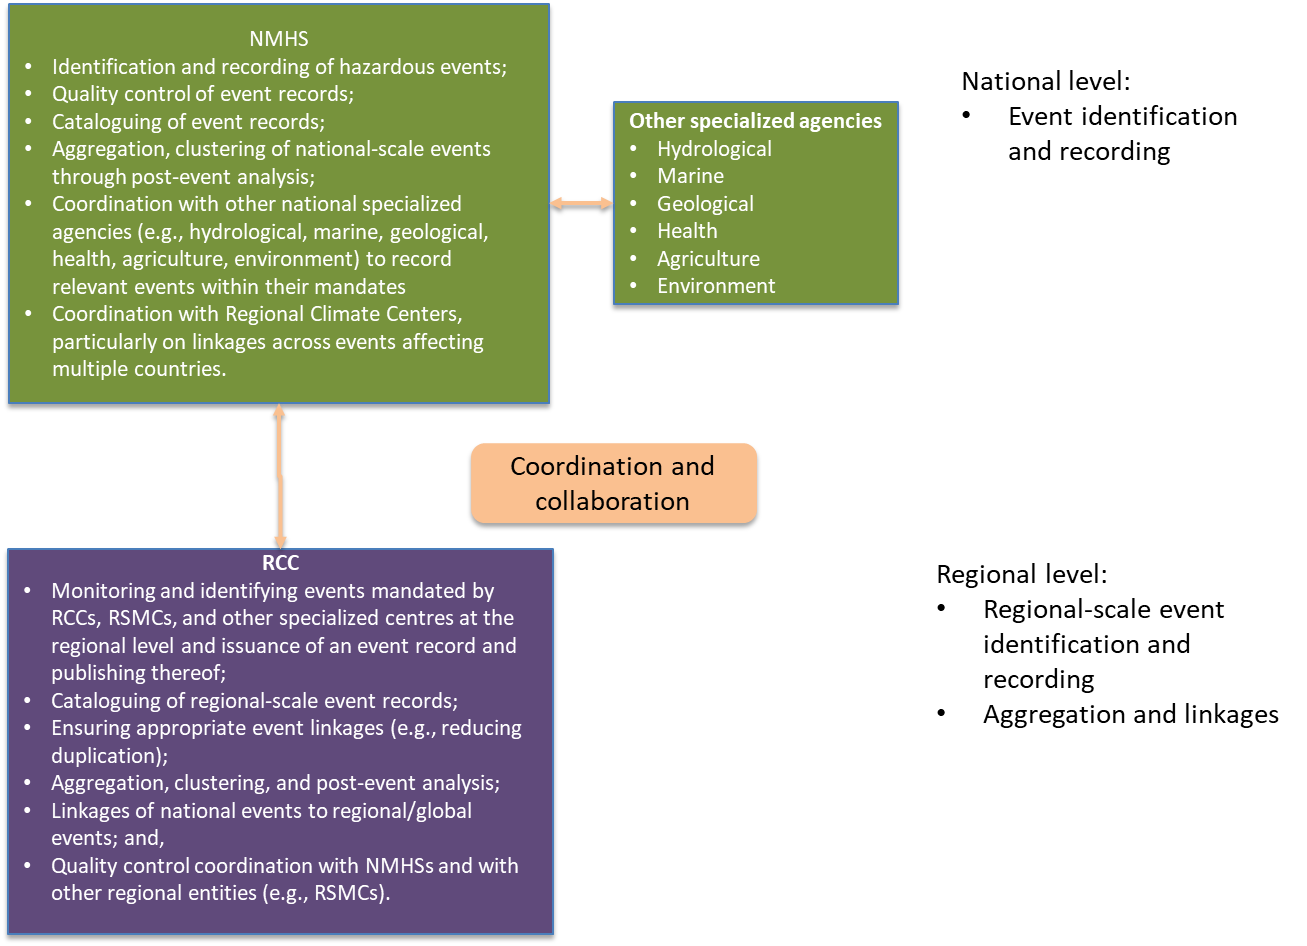 NMHS
• Identification and recording of hazardous events;
• Quality control of event records;
• Cataloguing of event records;
• Aggregation, clustering of national-scale events
through post-event analysis;
• Coordination with other national specialized
agencies (e.g., hydrological, marine, geological,
health, agriculture, environment) to record
relevant events within their mandates
• Coordination with Regional Climate Centers,
particularly on linkages across events affecting
multiple countries.
Other specialized agencies
• Hydrological
• Marine
• Geological
• Health
• Agriculture
• Environment
National level:
• Event identification
and recording
Coordination and
collaboration
RCC
• Monitoring and identifying events mandated by
RCCs, RSMCs, and other specialized centres at the
regional level and issuance of an event record and
publishing thereof;
• Cataloguing of regional-scale event records;
• Ensuring appropriate event linkages (e.g., reducing
duplication);
• Aggregation, clustering, and post-event analysis;
• Linkages of national events to regional/global
events; and,
• Quality control coordination with NMHSs and with
other regional entities (e.g., RSMCs).
Regional level:
• Regional-scale event
identification and
recording
• Aggregation and linkages